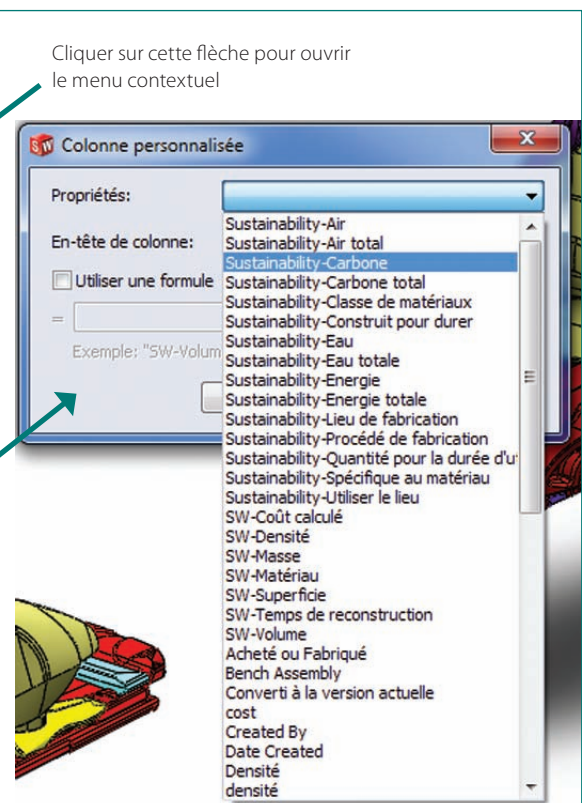 Cliquer sur cette flèche pour ouvrir
le menu contextuel
SW Colonne personnalisée
Propriétés:
Sustainability-Air
En-tête de colonne:
Sustainability-Air total
Sustainability-Carbone
Utiliser une formule
Sustainability-Carbone total
Sustainability-Classe de matériaux
=
Sustainability-Construit pour durer
Sustainability-Eau
Exemple: "SW-Volum
Sustainability-Eau totale
Sustainability-Energie
Sustainability-Energie totale
Sustainability-Lieu de fabrication
Sustainability-Procédé de fabrication
Sustainability-Quantité pour la durée d'u
Sustainability-Spécifique au matériau
Sustainability-Utiliser le lieu
SW-Coût calculé
SW-Densité
SW-Masse
SW-Matériau
SW-Superficie
SW-Temps de reconstruction
SW-Volume
Acheté ou Fabriqué
Bench Assembly
Converti à la version actuelle
cost
Created By
Date Created
Densité
densité